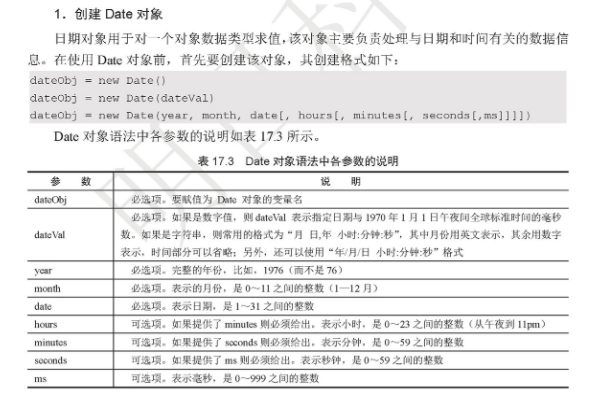 1．创建 Date 对象
日期对象用于对一个对象数据类型求值，该对象主要负责处理与日期和时间有关的数据信
息。在使用 Date 对象前，首先要创建该对象，其创建格式如下：
dateObj = new Date()
dateObj = new Date(dateVal)
dateObj = new Date(year, month, date[, hours[, minutes[, seconds[,ms]]]])
Date 对象语法中各参数的说明如表 17.3 所示。
表 17.3 Date 对象语法中各参数的说明
参 数 说 明
dateObj 必选项。要赋值为 Date 对象的变量名
必选项。如果是数字值，则 dateVal 表示指定日期与 1970 年 1 月 1 日午夜间全球标准时间的毫秒
dateVal 数。如果是字符串，则常用的格式为“月 日,年 小时:分钟:秒”，其中月份用英文表示，其余用数字
表示，时间部分可以省略；另外，还可以使用“年/月/日 小时:分钟:秒”格式
year 必选项。完整的年份，比如，1976（而不是 76）
month 必选项。表示的月份，是 0～11 之间的整数（1—12 月）
date 必选项。表示日期，是 1～31 之间的整数
hours 可选项。如果提供了 minutes 则必须给出。表示小时，是 0～23 之间的整数（从午夜到 11pm）
minutes 可选项。如果提供了 seconds 则必须给出。表示分钟，是 0～59 之间的整数
seconds 可选项。如果提供了 ms 则必须给出。表示秒钟，是 0～59 之间的整数
ms 可选项。表示毫秒，是 0～999 之间的整数